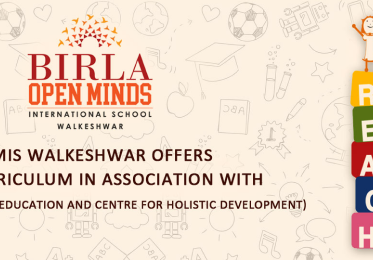 BIRLA
OPEN MINDS
INTERNATIONAL SCHOOL
WALKESHWAR
MIS WALKESHWAR OFFERS
RICULUM IN ASSOCIATION WITH
EDUCATION AND CENTRE FOR HOLISTIC DEVELOPMENT)
R
E
A
C
H